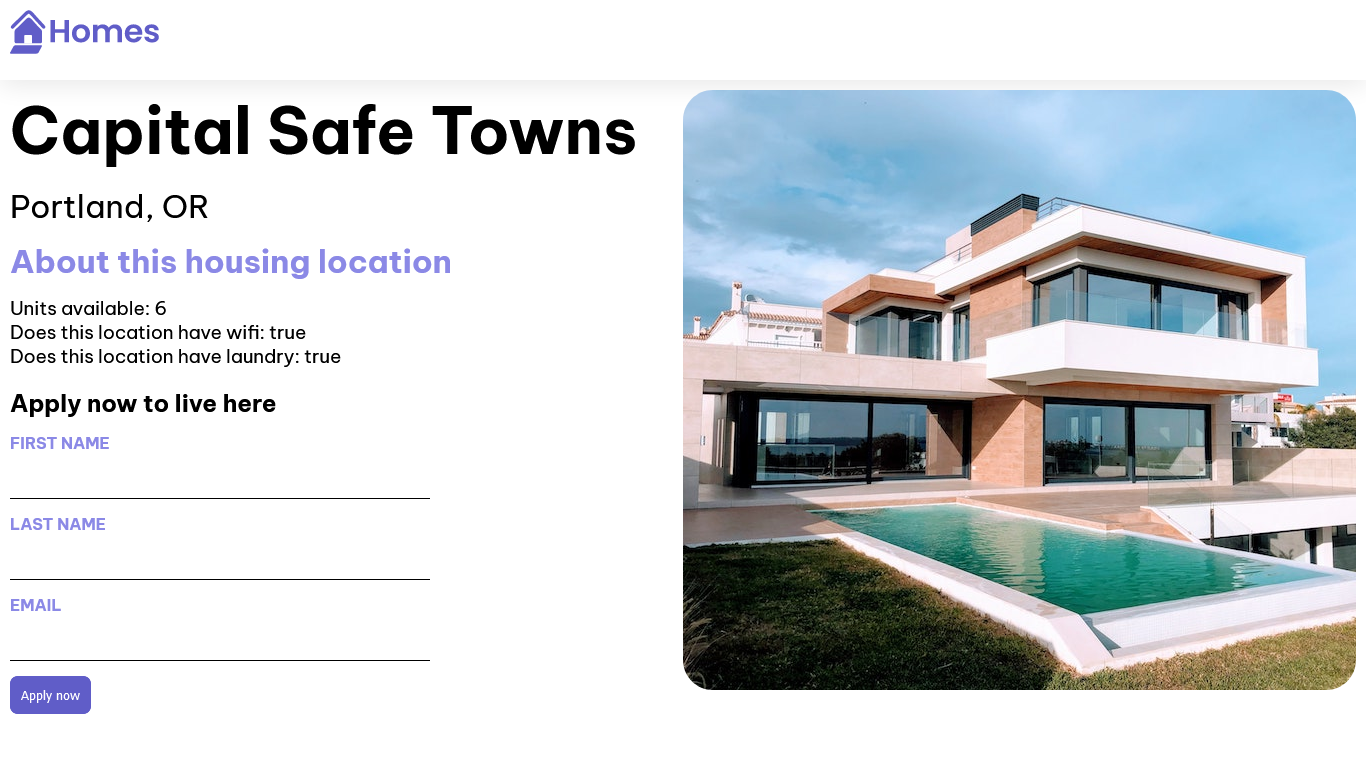 Homes
Capital Safe Towns
Portland, OR
About this housing location
Units available: 6
Does this location have wifi: true
Does this location have laundry: true
Apply now to live here
FIRST NAME
LAST NAME
EMAIL
Apply now